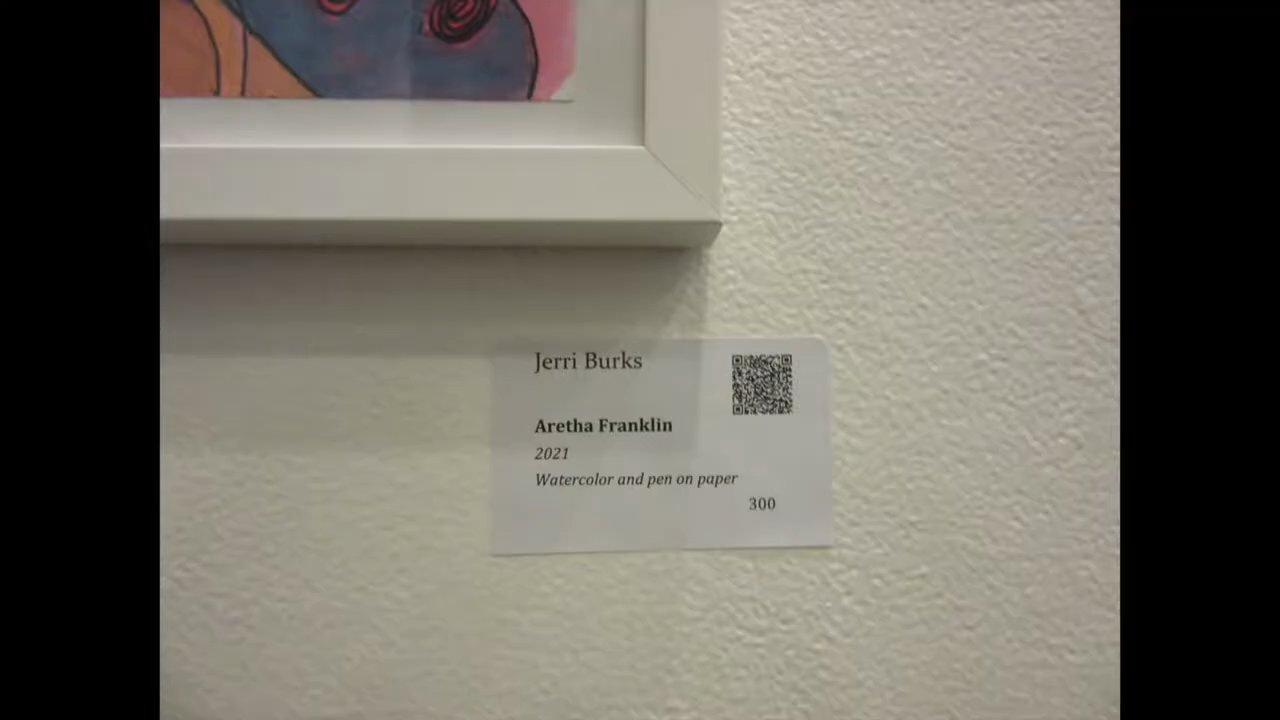 Jerri Burks
Aretha Franklin
2021
Watercolor and pen on paper
300